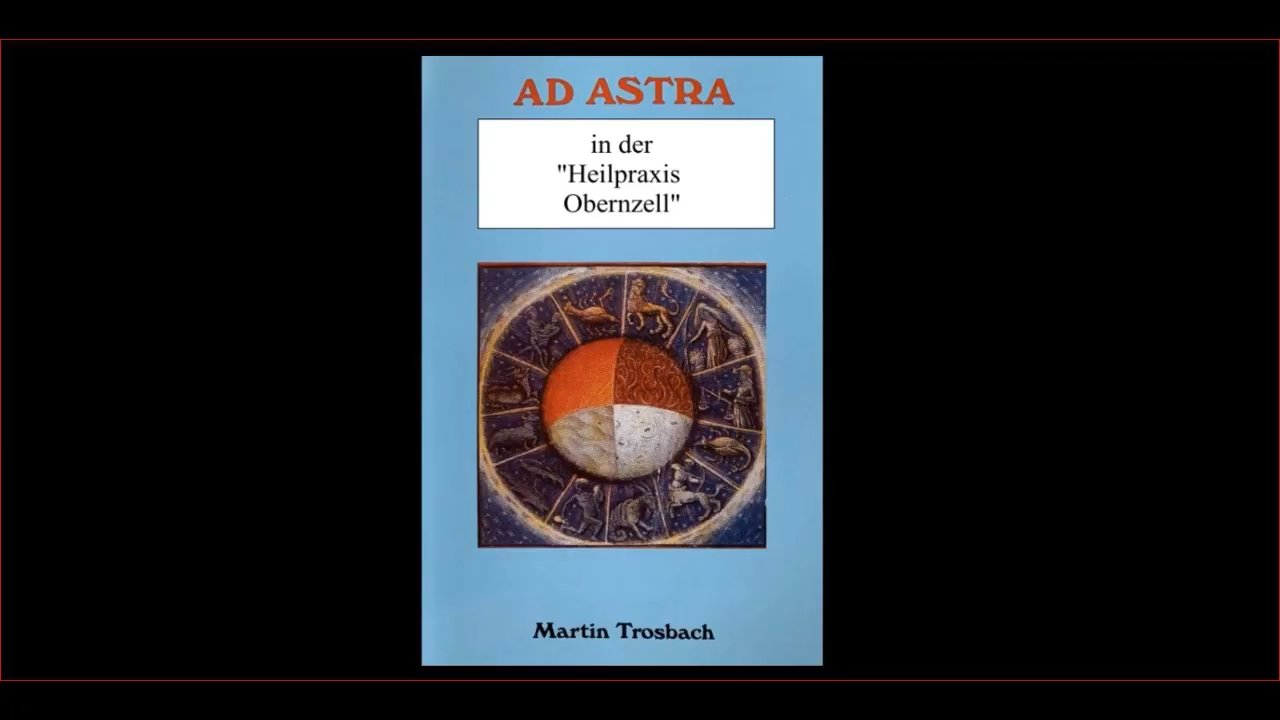 AD ASTRA
in der
"Heilpraxis
Obernzell"
Martin Trosbach